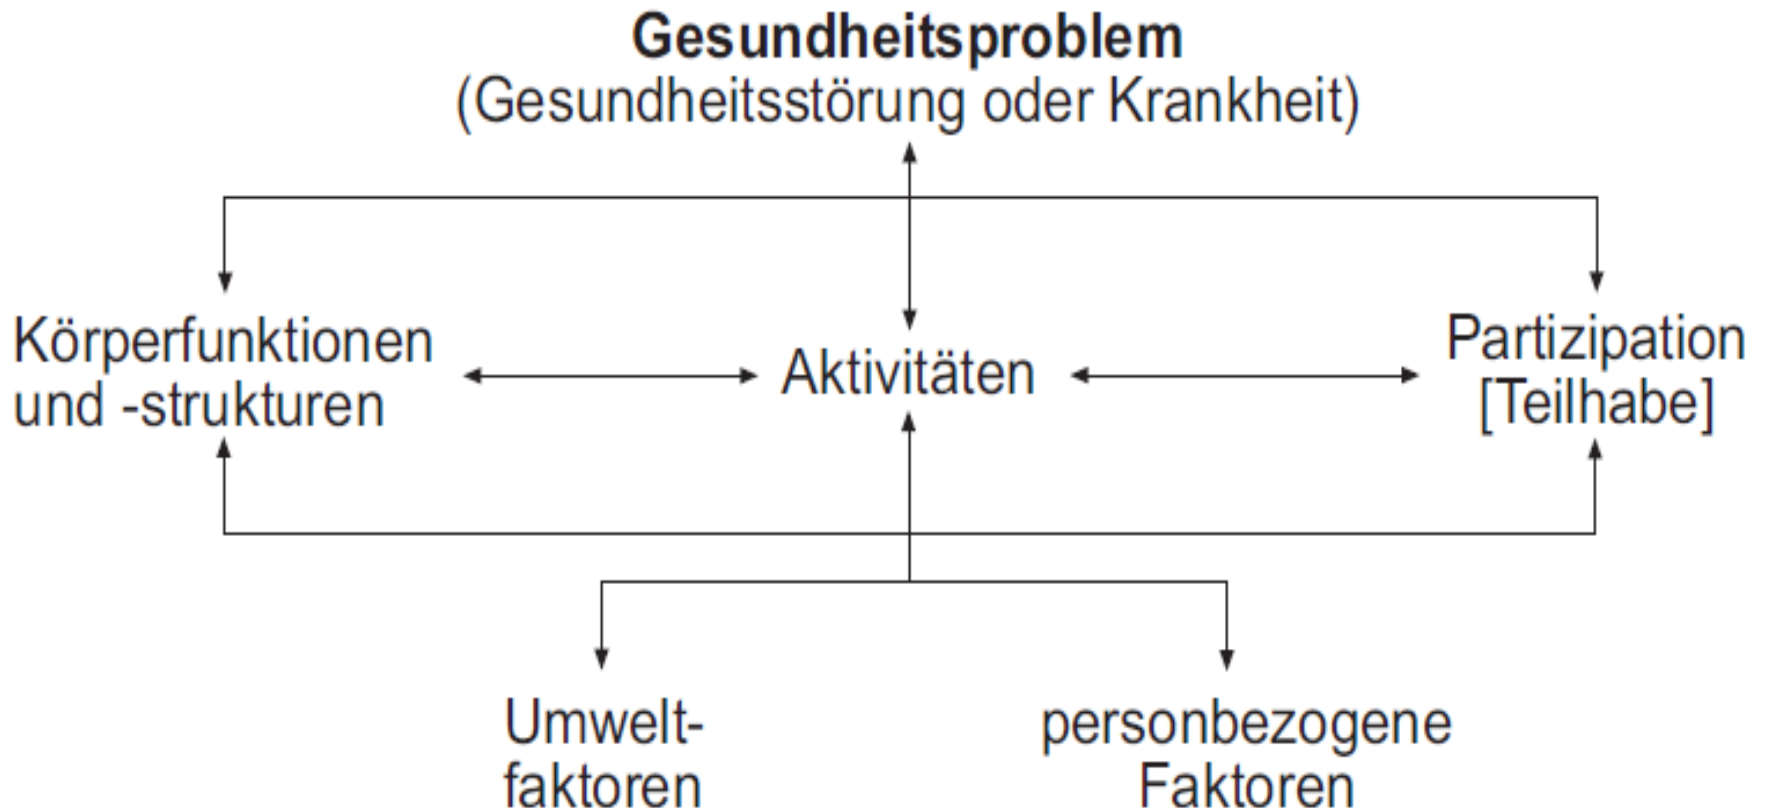 Gesundheitsproblem
(Gesundheitsstörung oder Krankheit)
Körperfunktionen
und -strukturen
Aktivitäten
Partizipation
[Teilhabe]
Umwelt-
faktoren
personbezogene
Faktoren